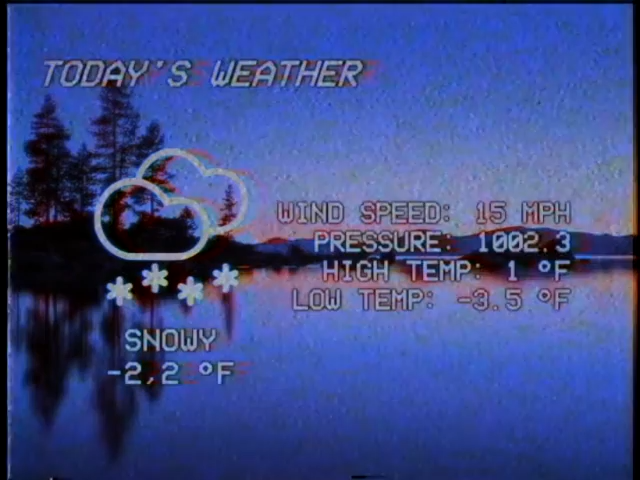 TODAY'S WEATHER
WIND SPEED: 15 MPH
PRESSURE: 1002.3
HIGH TEMP: 1 °F
LOW TEMP: -3.5 °F
SNOWY
-2,2 °F